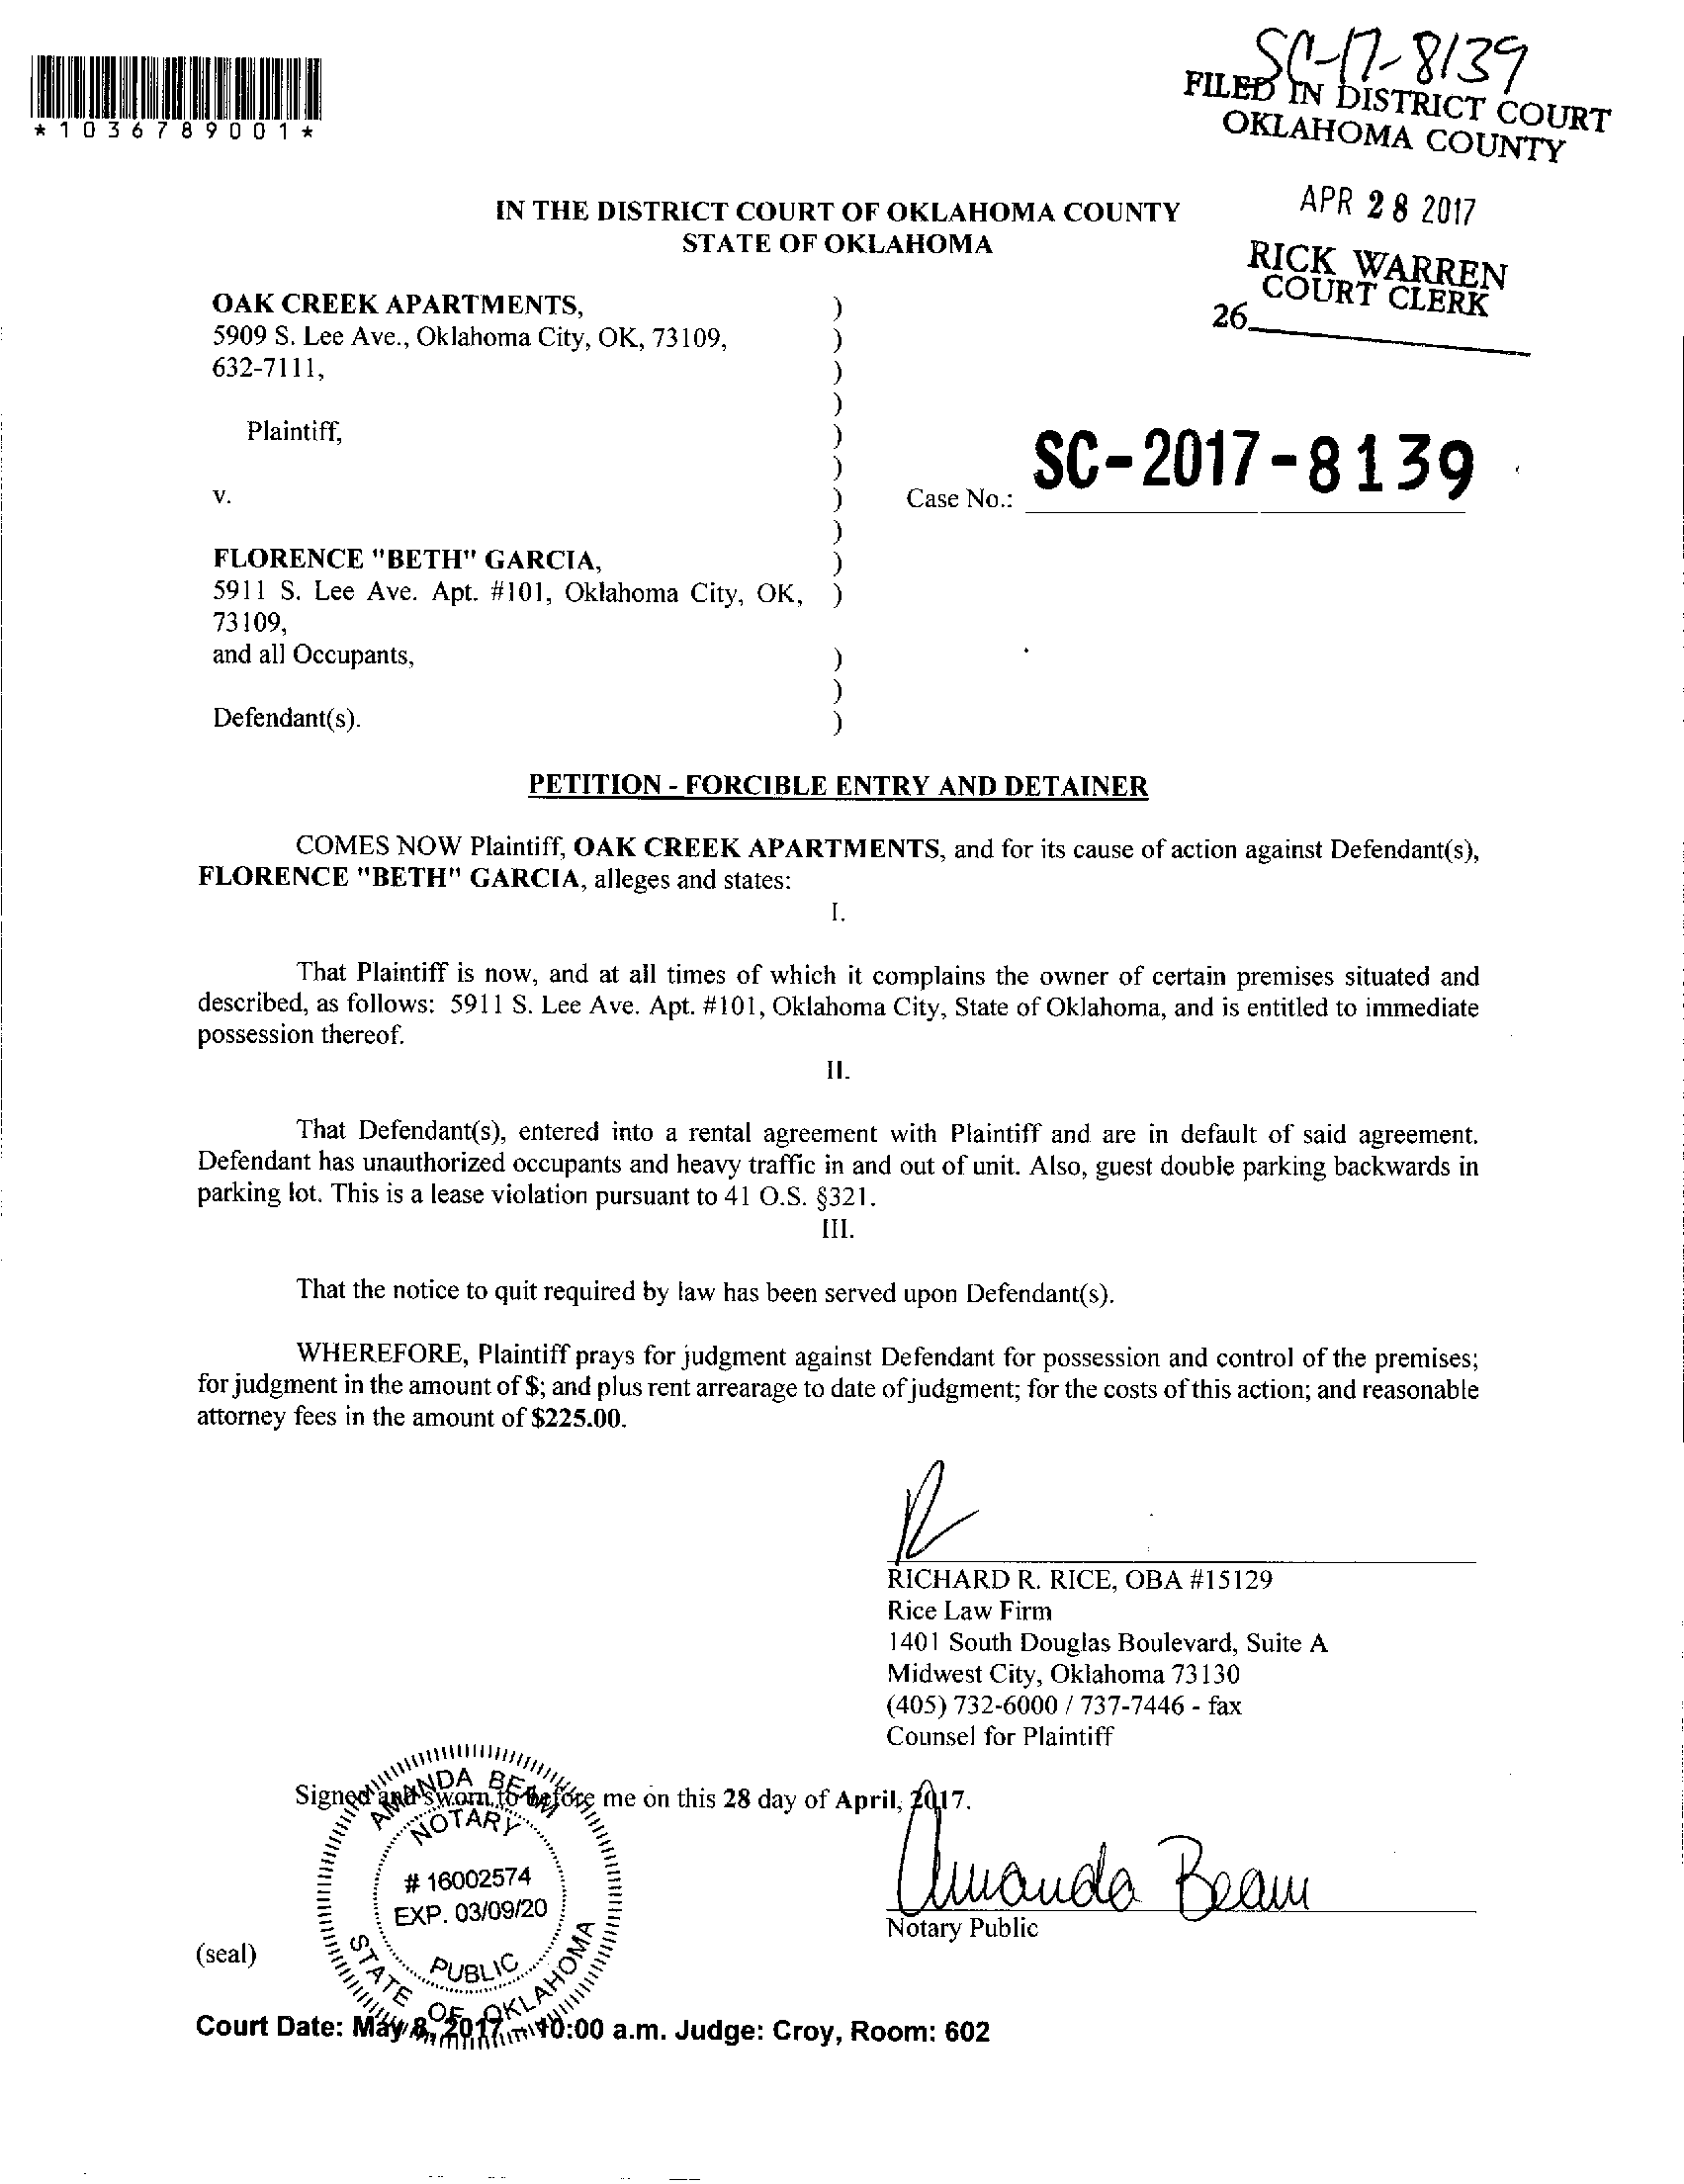 SC-17-8139
FILED IN DISTRICT COURT
OKLAHOMA COUNTY
*1036789001*
APR 28 2017
RICK WARREN
COURT CLERK
26
IN THE DISTRICT COURT OF OKLAHOMA COUNTY
STATE OF OKLAHOMA
OAK CREEK APARTMENTS, )
5909 S. Lee Ave., Oklahoma City, OK, 73109, )
632-7111, )
)
Plaintiff, )
)
v. )
Case No.: SC-2017-8139
)
FLORENCE "BETH" GARCIA, )
5911 S. Lee Ave. Apt. #101, Oklahoma City, OK, )
73109,
and all Occupants, )
)
Defendant(s). )
PETITION - FORCIBLE ENTRY AND DETAINER
COMES NOW Plaintiff, OAK CREEK APARTMENTS, and for its cause of action against Defendant(s),
FLORENCE "BETH" GARCIA, alleges and states:
I.
That Plaintiff is now, and at all times of which it complains the owner of certain premises situated and
described, as follows: 5911 S. Lee Ave. Apt. #101, Oklahoma City, State of Oklahoma, and is entitled to immediate
possession thereof.
II.
That Defendant(s), entered into a rental agreement with Plaintiff and are in default of said agreement.
Defendant has unauthorized occupants and heavy traffic in and out of unit. Also, guest double parking backwards in
parking lot. This is a lease violation pursuant to 41 O.S. §321.
III.
That the notice to quit required by law has been served upon Defendant(s).
WHEREFORE, Plaintiff prays for judgment against Defendant for possession and control of the premises;
for judgment in the amount of $; and plus rent arrearage to date of judgment; for the costs of this action; and reasonable
attorney fees in the amount of $225.00.
RICHARD R. RICE, OBA #15129
Rice Law Firm
1401 South Douglas Boulevard, Suite A
Midwest City, Oklahoma 73130
(405) 732-6000 / 737-7446 - fax
Counsel for Plaintiff
Signed and sworn to before me on this 28 day of April, 2017.
AMANDA BEAM
NOTARY
# 16002574
EXP. 03/09/20
PUBLIC
STATE OF OKLAHOMA
Amanda Beam
Notary Public
(seal)
Court Date: May 8, 2017 - 10:00 a.m. Judge: Croy, Room: 602